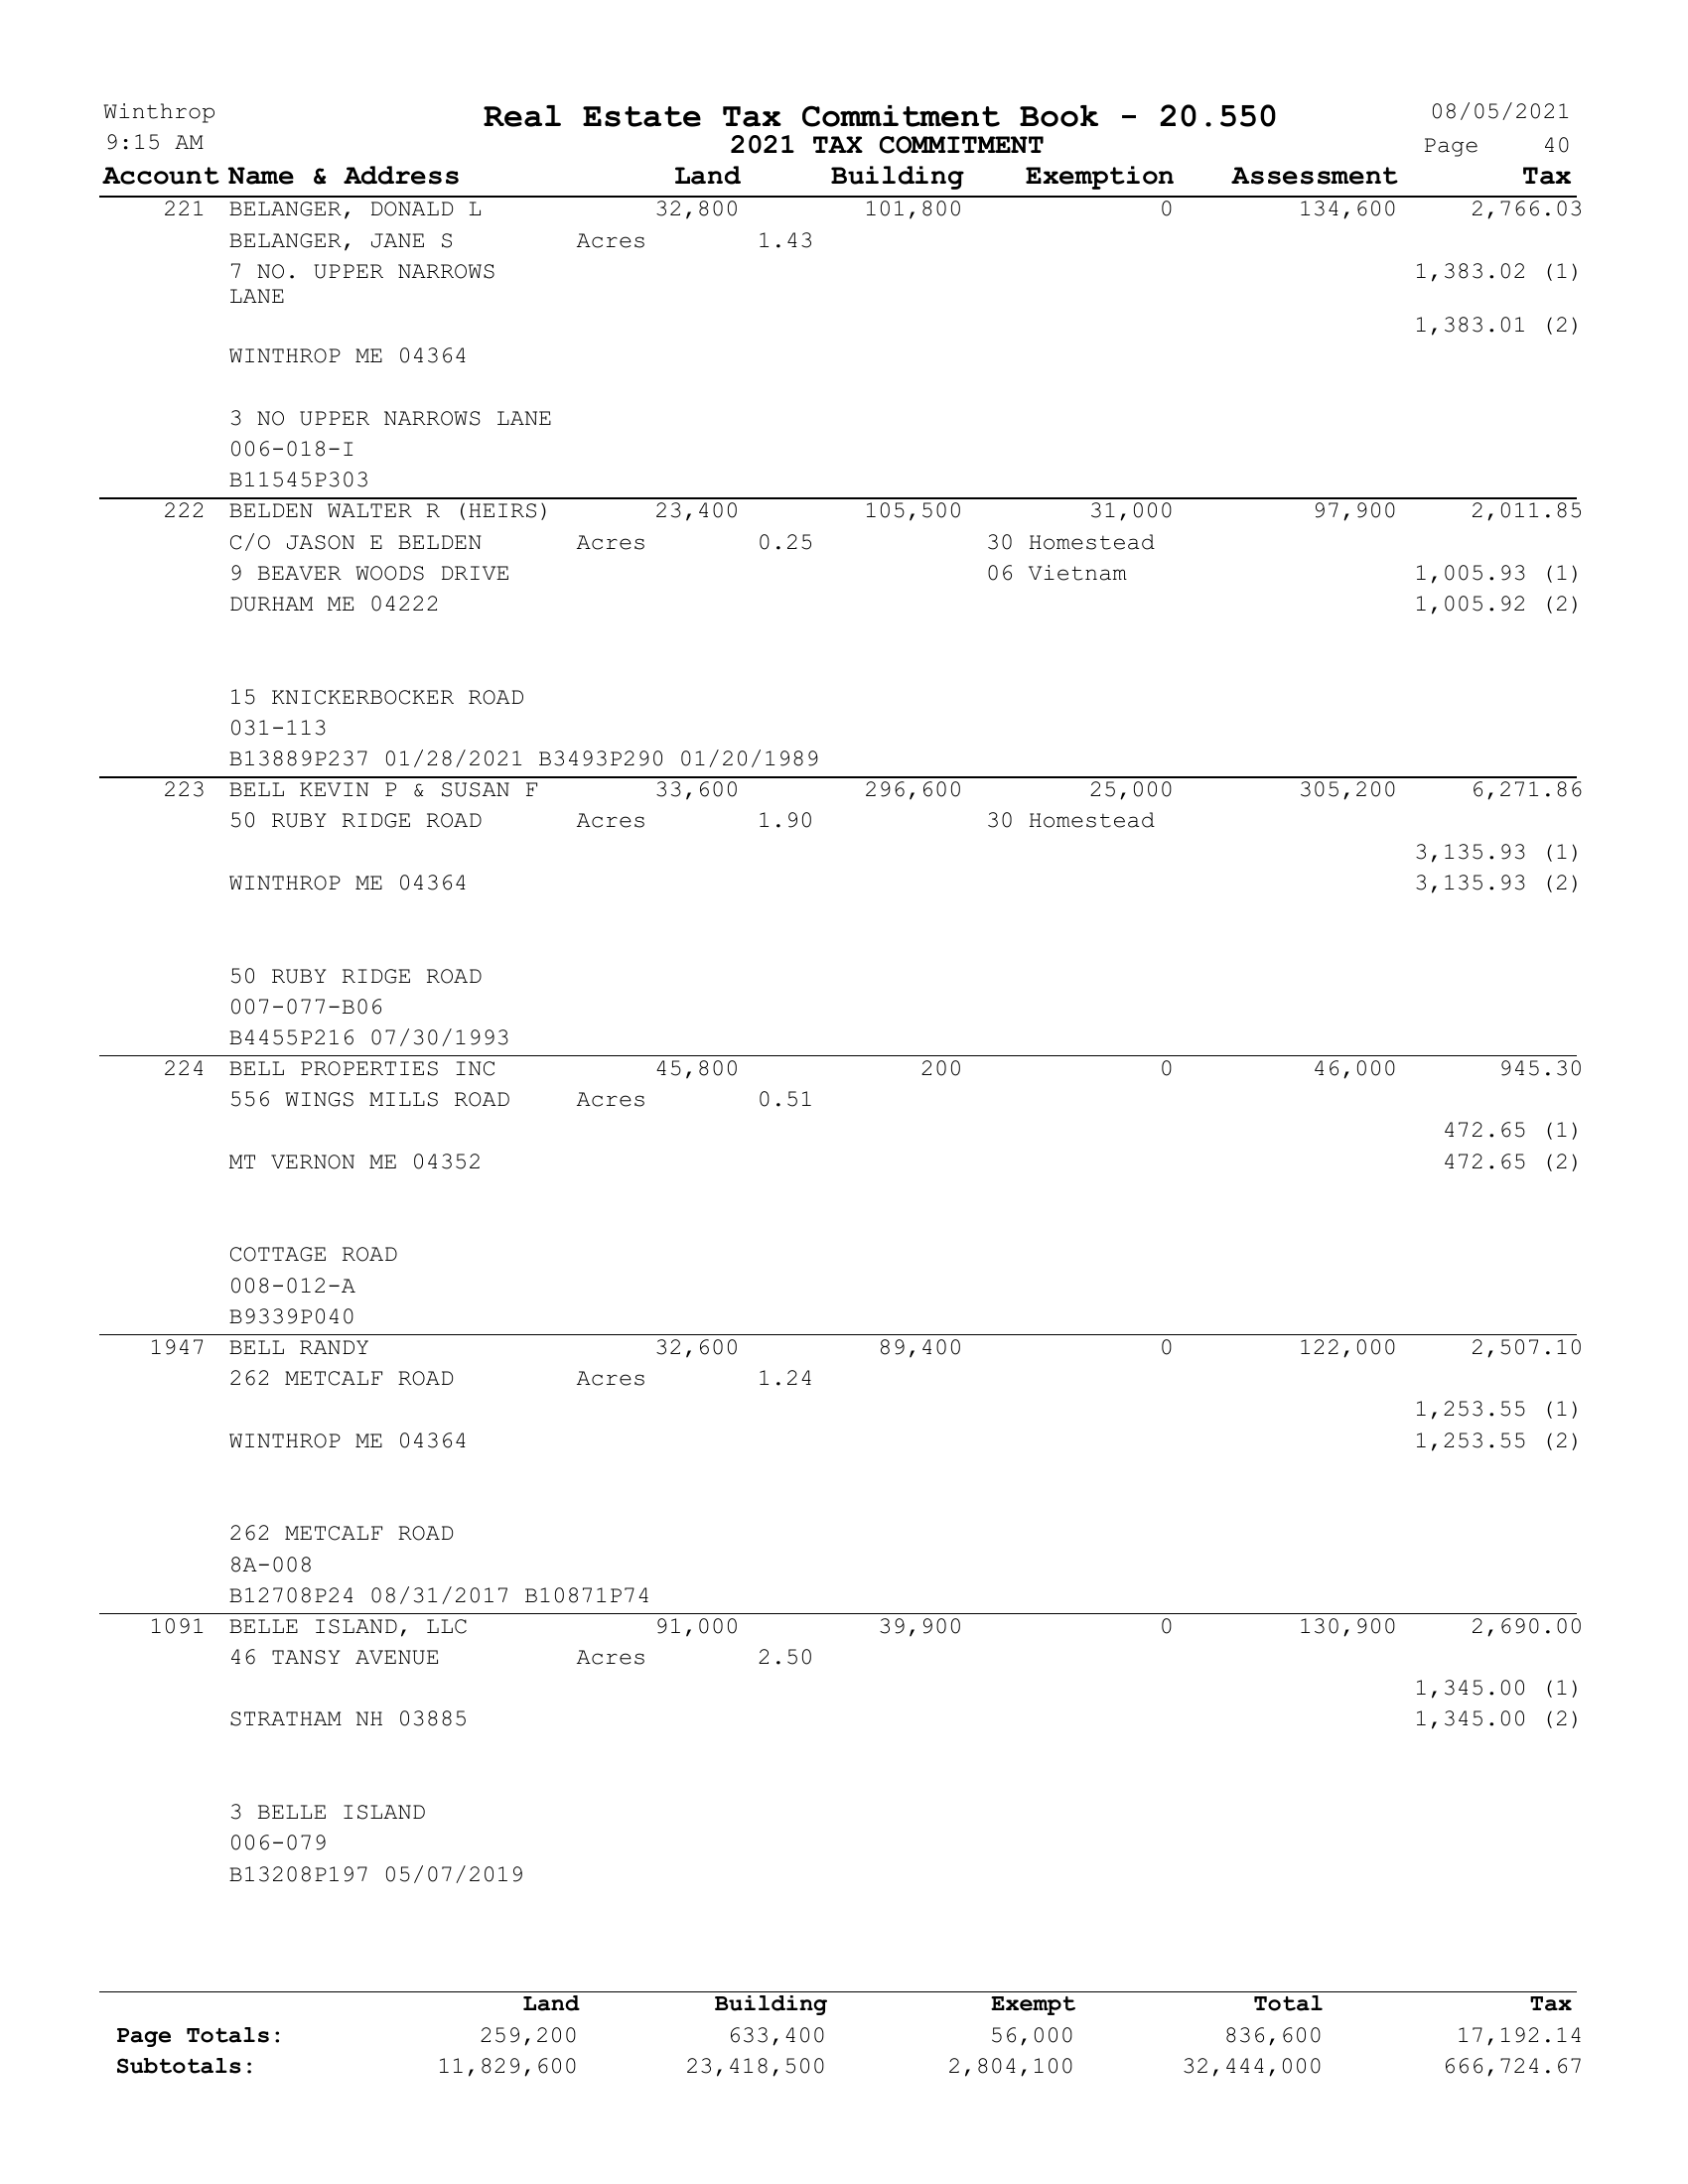 Winthrop Real Estate Tax Commitment Book - 20.550 08/05/2021
9:15 AM 2021 TAX COMMITMENT Page 40
Account Name & Address Land Building Exemption Assessment Tax
221 BELANGER, DONALD L 32,800 101,800 0 134,600 2,766.03
BELANGER, JANE S Acres 1.43
7 NO. UPPER NARROWS 1,383.02 (1)
LANE
1,383.01 (2)
WINTHROP ME 04364
3 NO UPPER NARROWS LANE
006-018-I
B11545P303
222 BELDEN WALTER R (HEIRS) 23,400 105,500 31,000 97,900 2,011.85
C/O JASON E BELDEN Acres 0.25 30 Homestead
9 BEAVER WOODS DRIVE 06 Vietnam 1,005.93 (1)
DURHAM ME 04222 1,005.92 (2)
15 KNICKERBOCKER ROAD
031-113
B13889P237 01/28/2021 B3493P290 01/20/1989
223 BELL KEVIN P & SUSAN F 33,600 296,600 25,000 305,200 6,271.86
50 RUBY RIDGE ROAD Acres 1.90 30 Homestead
3,135.93 (1)
WINTHROP ME 04364 3,135.93 (2)
50 RUBY RIDGE ROAD
007-077-B06
B4455P216 07/30/1993
224 BELL PROPERTIES INC 45,800 200 0 46,000 945.30
556 WINGS MILLS ROAD Acres 0.51
472.65 (1)
MT VERNON ME 04352 472.65 (2)
COTTAGE ROAD
008-012-A
B9339P040
1947 BELL RANDY 32,600 89,400 0 122,000 2,507.10
262 METCALF ROAD Acres 1.24
1,253.55 (1)
WINTHROP ME 04364 1,253.55 (2)
262 METCALF ROAD
8A-008
B12708P24 08/31/2017 B10871P74
1091 BELLE ISLAND, LLC 91,000 39,900 0 130,900 2,690.00
46 TANSY AVENUE Acres 2.50
1,345.00 (1)
STRATHAM NH 03885 1,345.00 (2)
3 BELLE ISLAND
006-079
B13208P197 05/07/2019
Land Building Exempt Total Tax
Page Totals: 259,200 633,400 56,000 836,600 17,192.14
Subtotals: 11,829,600 23,418,500 2,804,100 32,444,000 666,724.67